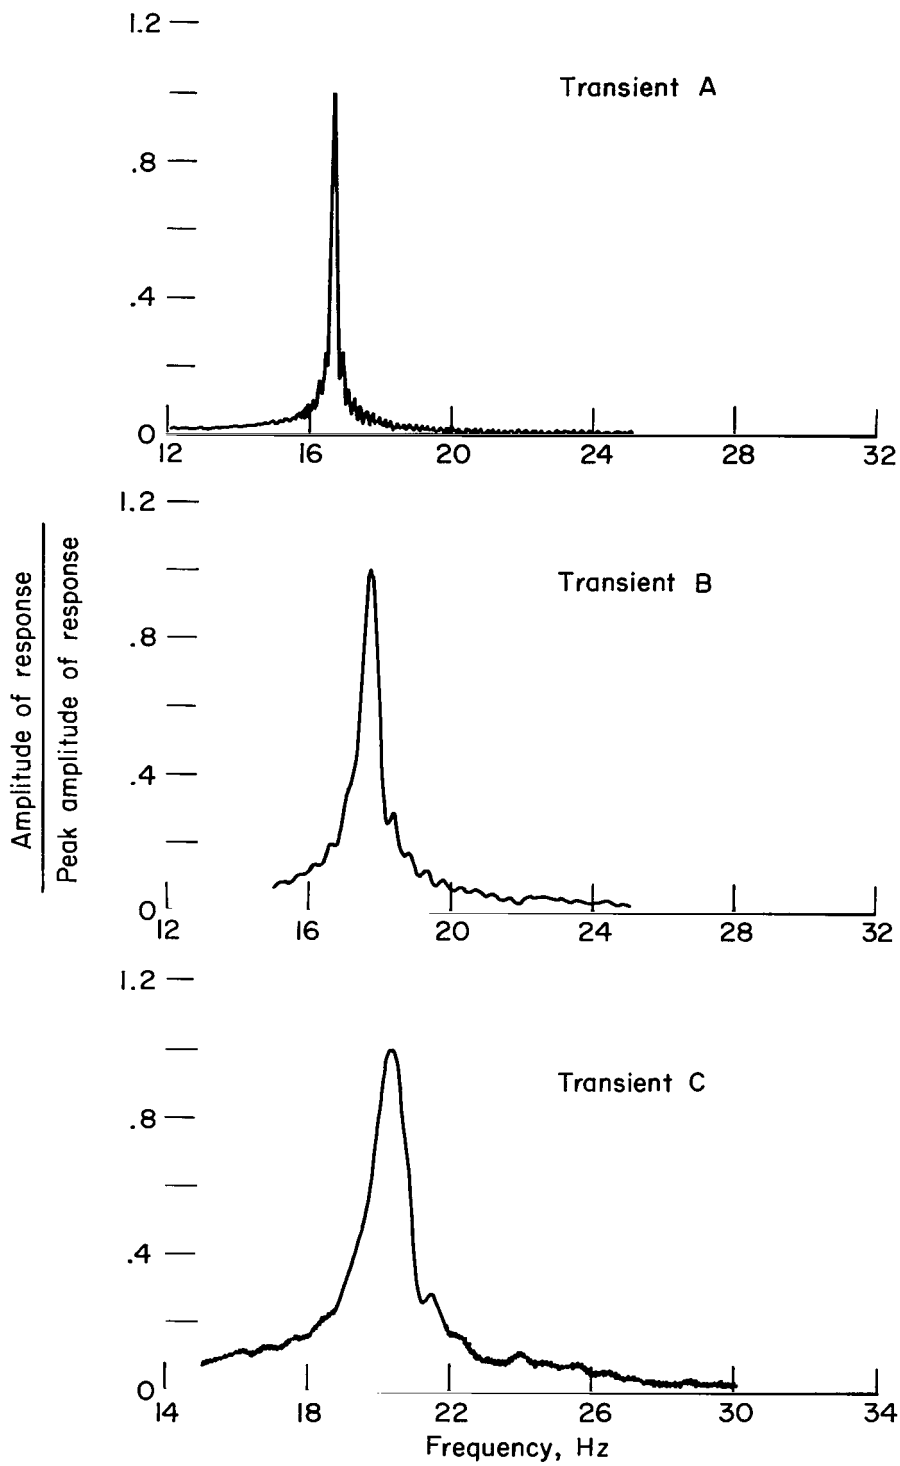 1.2
Transient A
.8
.4
0
12 16 20 24 28 32
1.2
Transient B
.8
.4
0
12 16 20 24 28 32
Amplitude of response
Peak amplitude of response
1.2
Transient C
.8
.4
0
14 18 22 26 30 34
Frequency, Hz